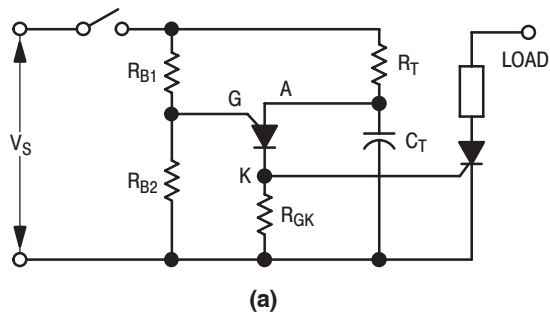 R_B1
G
A
R_T
LOAD
V_S
R_B2
K
C_T
R_GK
(a)